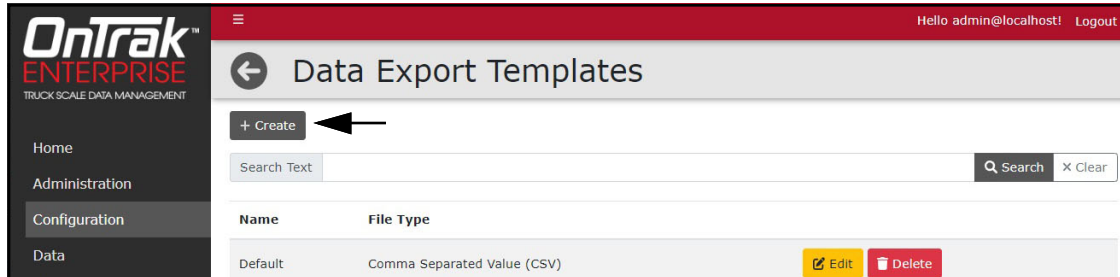 OnTrak™
ENTERPRISE
TRUCK SCALE DATA MANAGEMENT
Hello admin@localhost! Logout
Data Export Templates
+ Create
Search Text
Search
× Clear
Home
Administration
Configuration
Data
Name File Type
Default Comma Separated Value (CSV) Edit Delete